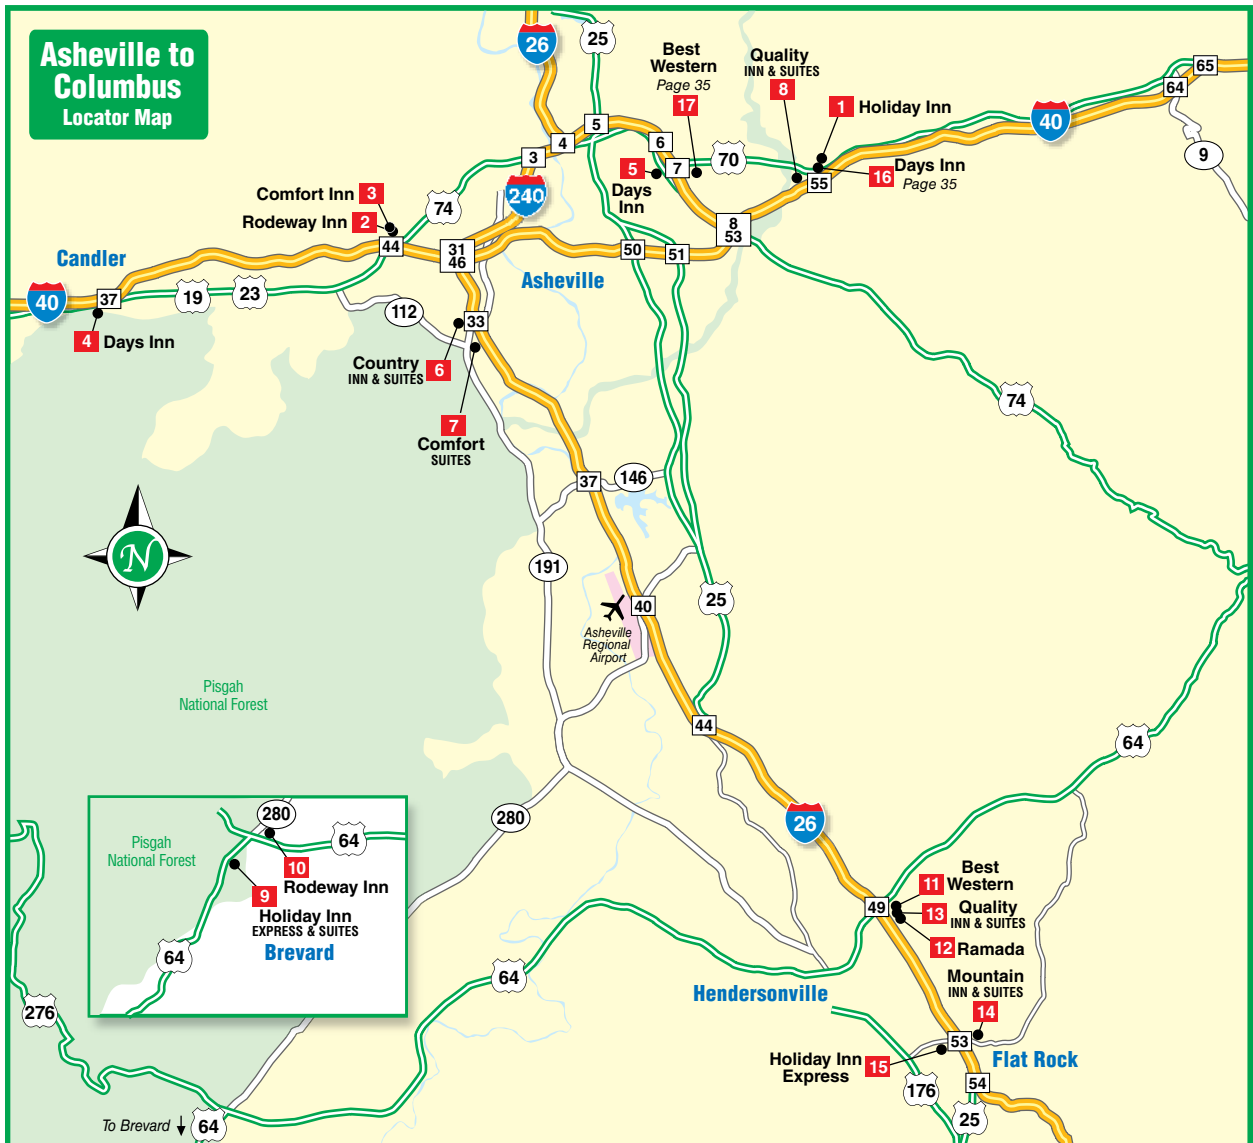 Asheville to
Columbus
Locator Map
26
25
Best
Western
Page 35
17
Quality
INN & SUITES
8
1 Holiday Inn
65
64
40
9
5
4
3
6
7
70
5
Days
Inn
16 Days Inn
Page 35
55
240
Comfort Inn 3
Rodeway Inn 2
74
44
31
46
8
53
50
51
Candler
Asheville
40
37
19
23
112
33
4 Days Inn
Country
INN & SUITES
6
7
Comfort
SUITES
74
37
146
N
191
40
25
Asheville
Regional
Airport
Pisgah
National Forest
44
64
280
26
Pisgah
National Forest
280
64
10
Rodeway Inn
9
Holiday Inn
EXPRESS & SUITES
Brevard
64
49
11
Best
Western
13
Quality
INN & SUITES
12 Ramada
64
Hendersonville
Mountain
INN & SUITES
14
276
53
Flat Rock
Holiday Inn
Express
15
54
176
25
To Brevard
64